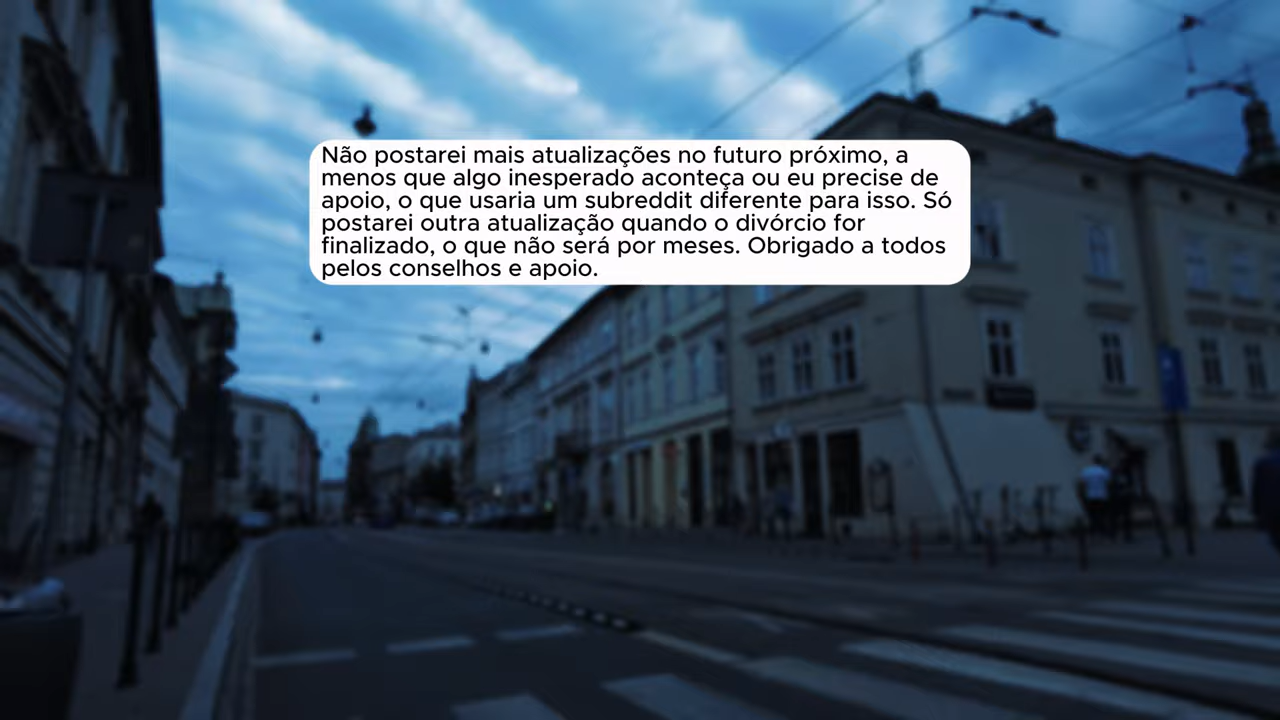 Não postarei mais atualizações no futuro próximo, a
menos que algo inesperado aconteça ou eu precise de
apoio, o que usaria um subreddit diferente para isso. Só
postarei outra atualização quando o divórcio for
finalizado, o que não será por meses. Obrigado a todos
pelos conselhos e apoio.